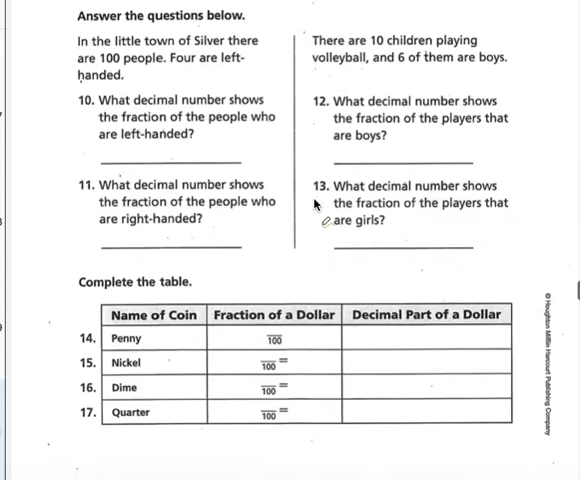 Answer the questions below.
In the little town of Silver there
are 100 people. Four are left-
handed.
10. What decimal number shows
the fraction of the people who
are left-handed?
11. What decimal number shows
the fraction of the people who
are right-handed?
There are 10 children playing
volleyball, and 6 of them are boys.
12. What decimal number shows
the fraction of the players that
are boys?
13. What decimal number shows
the fraction of the players that
are girls?
Complete the table.
Name of Coin Fraction of a Dollar Decimal Part of a Dollar
14. Penny 100
15. Nickel 100 =
16. Dime 100 =
17. Quarter 100 =
© Houghton Mifflin Harcourt Publishing Company